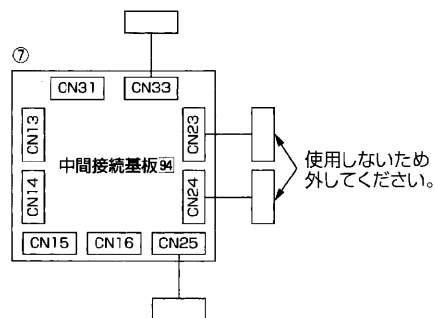 ⑦
CN31
CN33
CN13
CN23
中間接続基板94
使用しないため
外してください。
CN14
CN24
CN15
CN16
CN25